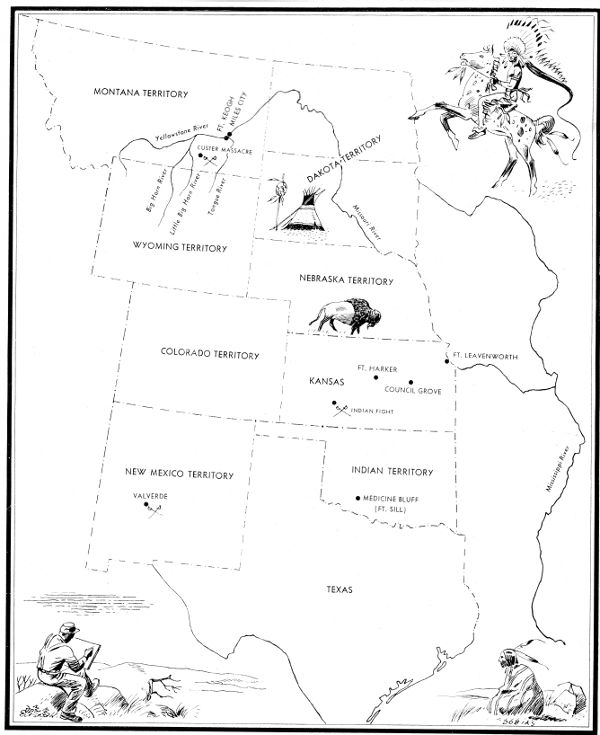 MONTANA TERRITORY
Yellowstone River
FT. KEOGH
MILES CITY
CUSTER MASSACRE
Big Horn River
Little Big Horn River
Tongue River
DAKOTA TERRITORY
Missouri River
WYOMING TERRITORY
NEBRASKA TERRITORY
COLORADO TERRITORY
FT. LEAVENWORTH
FT. HARKER
KANSAS
COUNCIL GROVE
INDIAN FIGHT
Mississippi River
NEW MEXICO TERRITORY
INDIAN TERRITORY
VALVERDE
MEDICINE BLUFF
(FT. SILL)
TEXAS